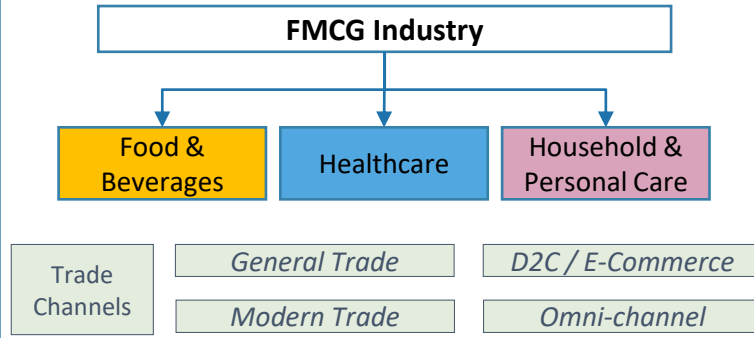 FMCG Industry
Food &
Beverages
Healthcare
Household &
Personal Care
Trade
Channels
General Trade
D2C / E-Commerce
Modern Trade
Omni-channel